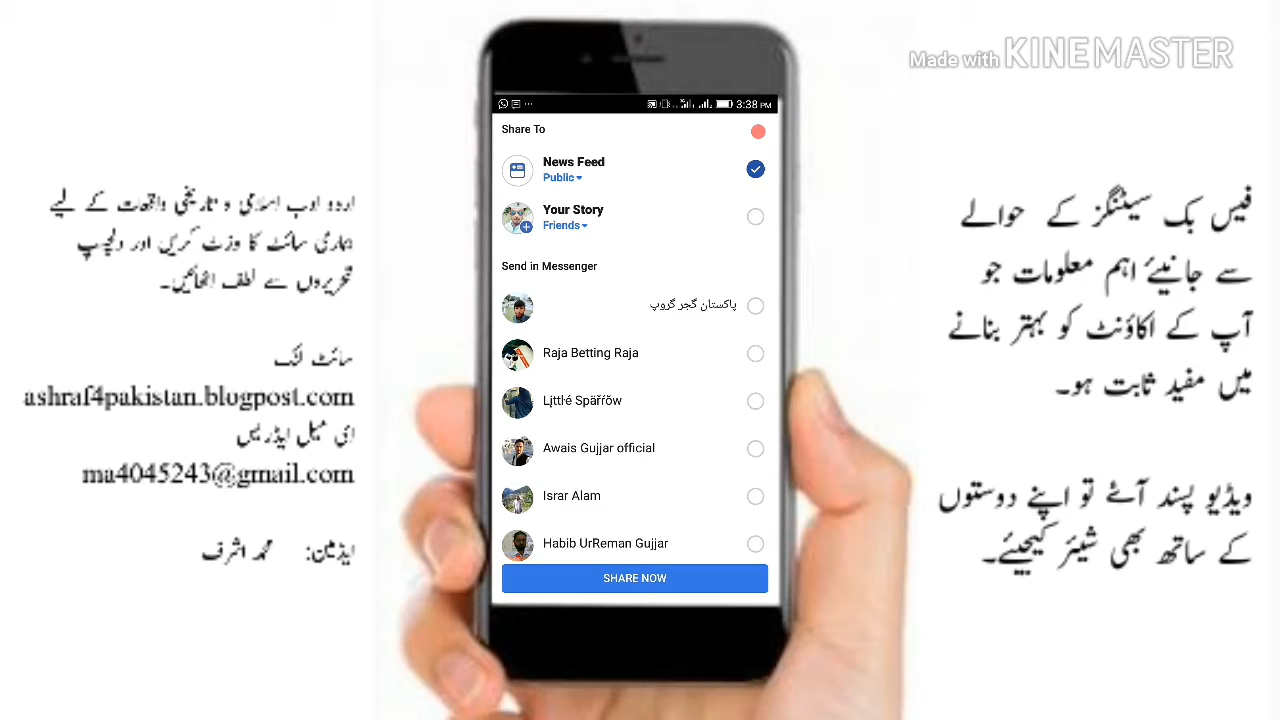 Made with KINEMASTER
اردو ادب اسلامی و تاریخی واقعات کے لیے
ہماری سائٹ کا وزٹ کریں اور دلچسپ
تحریروں سے لطف اٹھائیں۔
سائٹ لنک
ashraf4pakistan.blogpost.com
ای میل ایڈریس
ma4045243@gmail.com
ایڈمین: محمد اشرف
3:38 PM
Share To
News Feed
Public
Your Story
Friends
Send in Messenger
پاکستان گجر گروپ
Raja Betting Raja
Lįttłé Späřřŏw
Awais Gujjar official
Israr Alam
Habib UrReman Gujjar
SHARE NOW
فیس بک سیٹنگز کے حوالے
سے جانیئے اہم معلومات جو
آپ کے اکاؤنٹ کو بہتر بنانے
میں مفید ثابت ہو۔
ویڈیو پسند آئے تو اپنے دوستوں
کے ساتھ بھی شیئر کیجیئے۔